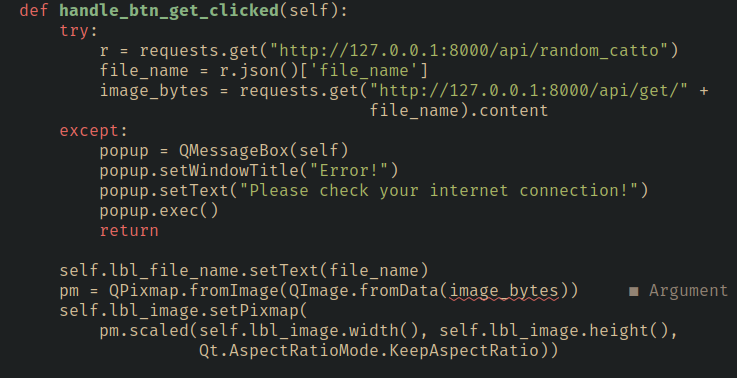 def handle_btn_get_clicked(self):
    try:
        r = requests.get("http://127.0.0.1:8000/api/random_catto")
        file_name = r.json()['file_name']
        image_bytes = requests.get("http://127.0.0.1:8000/api/get/" +
                                   file_name).content
    except:
        popup = QMessageBox(self)
        popup.setWindowTitle("Error!")
        popup.setText("Please check your internet connection!")
        popup.exec()
        return

    self.lbl_file_name.setText(file_name)
    pm = QPixmap.fromImage(QImage.fromData(image_bytes))     ■ Argument
    self.lbl_image.setPixmap(
        pm.scaled(self.lbl_image.width(), self.lbl_image.height(),
                  Qt.AspectRatioMode.KeepAspectRatio))